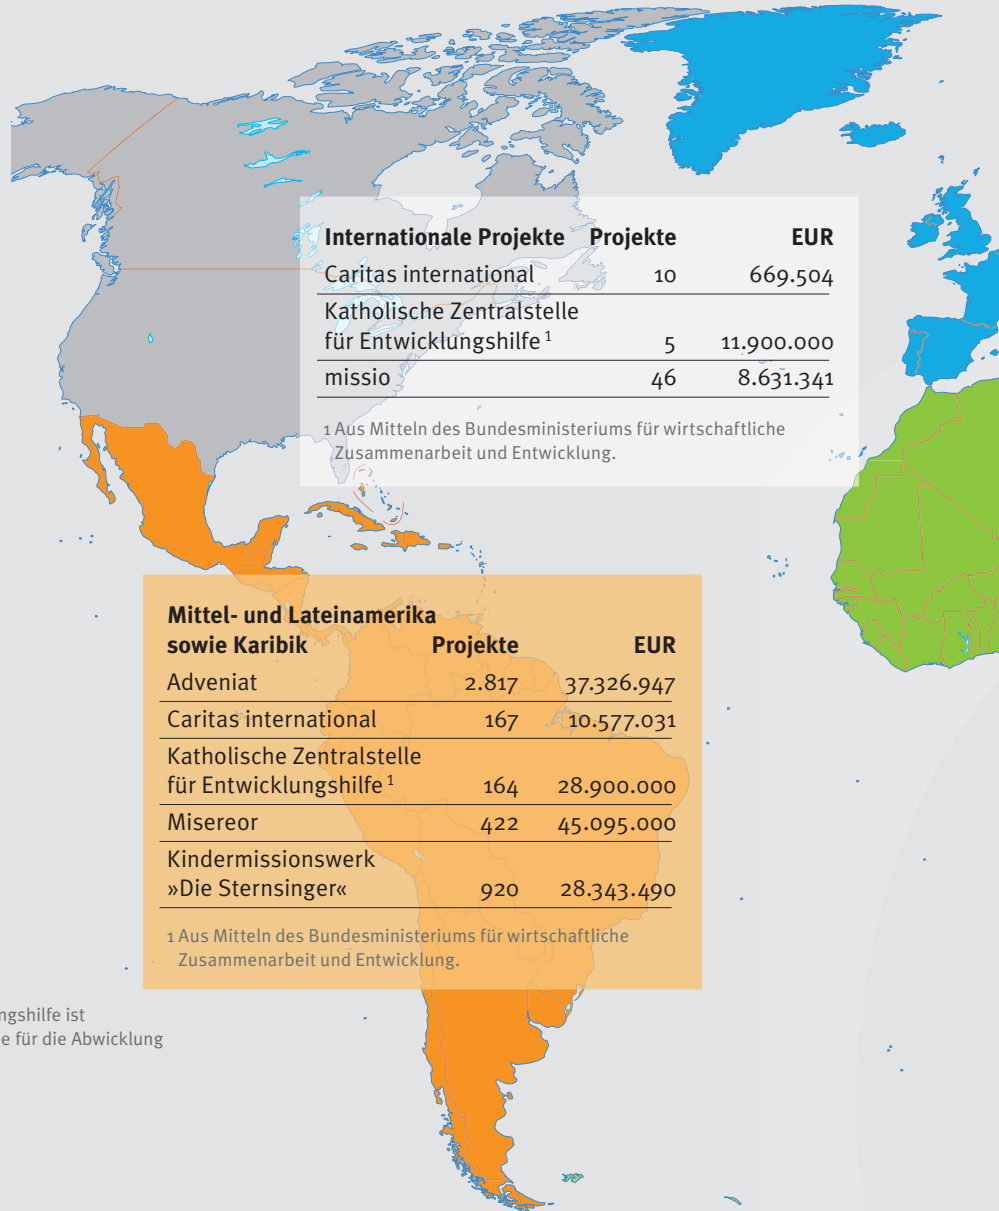 Internationale Projekte Projekte EUR
Caritas international 10 669.504
Katholische Zentralstelle
für Entwicklungshilfe 1 5 11.900.000
missio 46 8.631.341
1 Aus Mitteln des Bundesministeriums für wirtschaftliche
Zusammenarbeit und Entwicklung.
Mittel- und Lateinamerika
sowie Karibik Projekte EUR
Adveniat 2.817 37.326.947
Caritas international 167 10.577.031
Katholische Zentralstelle
für Entwicklungshilfe 1 164 28.900.000
Misereor 422 45.095.000
Kindermissionswerk
»Die Sternsinger« 920 28.343.490
1 Aus Mitteln des Bundesministeriums für wirtschaftliche
Zusammenarbeit und Entwicklung.
ngshilfe ist
e für die Abwicklung